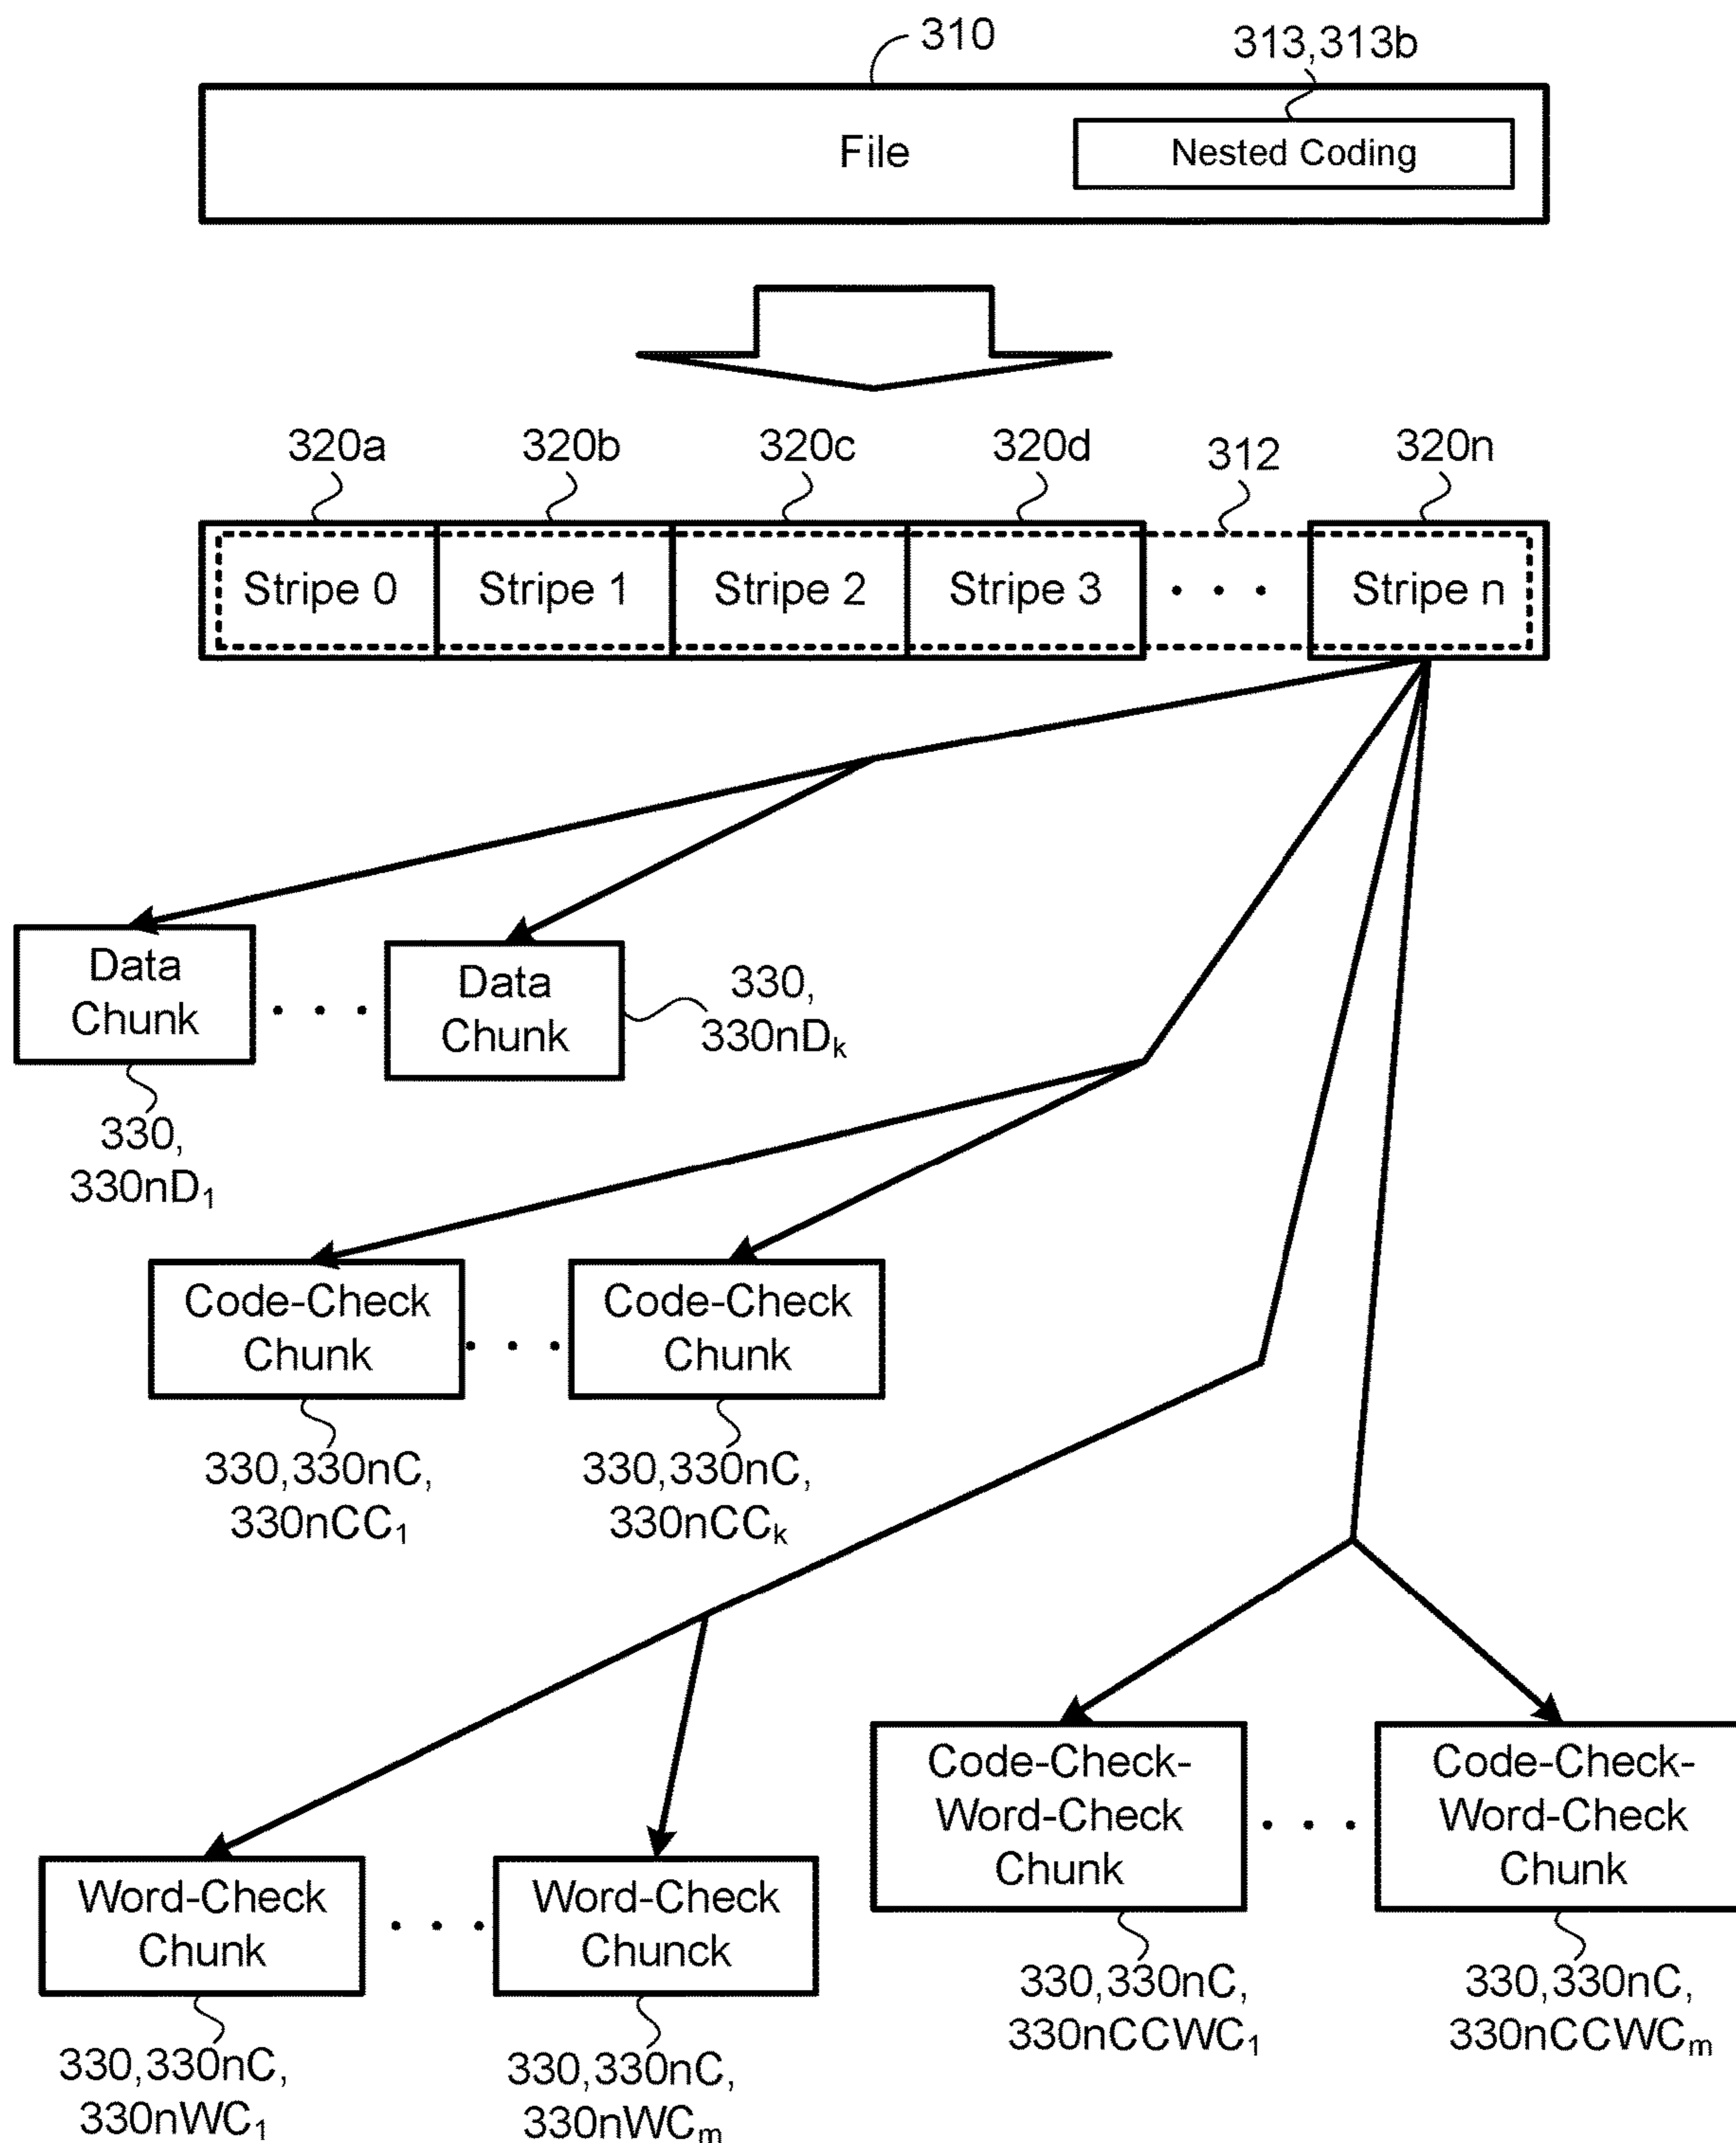 310
313,313b
File
Nested Coding
320a
320b
320c
320d
312
320n
Stripe 0
Stripe 1
Stripe 2
Stripe 3
. . .
Stripe n
Data
Chunk
. . .
Data
Chunk
330,
330nDk
330,
330nD1
Code-Check
Chunk
. . .
Code-Check
Chunk
330,330nC,
330nCC1
330,330nC,
330nCCk
Code-Check-
Word-Check
Chunk
. . .
Code-Check-
Word-Check
Chunk
Word-Check
Chunk
. . .
Word-Check
Chunck
330,330nC,
330nCCWC1
330,330nC,
330nCCWCm
330,330nC,
330nWC1
330,330nC,
330nWCm